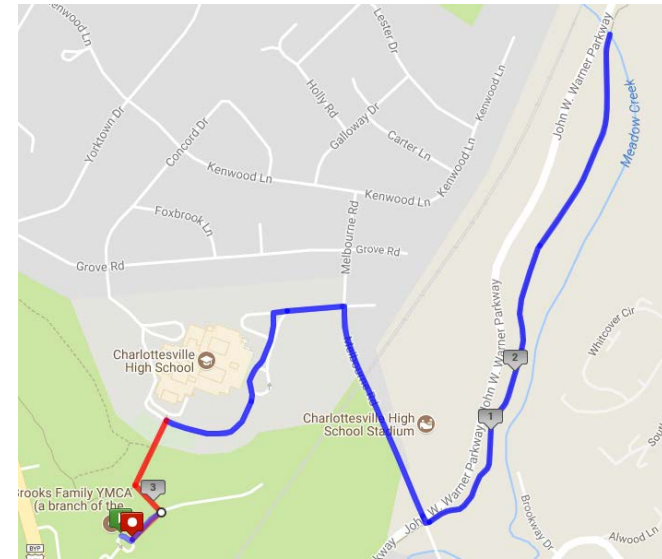 Kenwood Ln
Lester Dr
Yorktown Dr
Concord Dr
Holly Rd
Galloway Dr
Carter Ln
Kenwood Ln
Kenwood Ln
Kenwood Ln
Foxbrook Ln
Melbourne Rd
Grove Rd
Grove Rd
John W. Warner Parkway
Meadow Creek
Charlottesville
High School
Melbourne Rd
Charlottesville High
School Stadium
John W. Warner Parkway
John W. Warner Parkway
2
1
Whitcover Cir
3
Brooks Family YMCA
(a branch of the
BYP
Brookway Dr
Alwood Ln